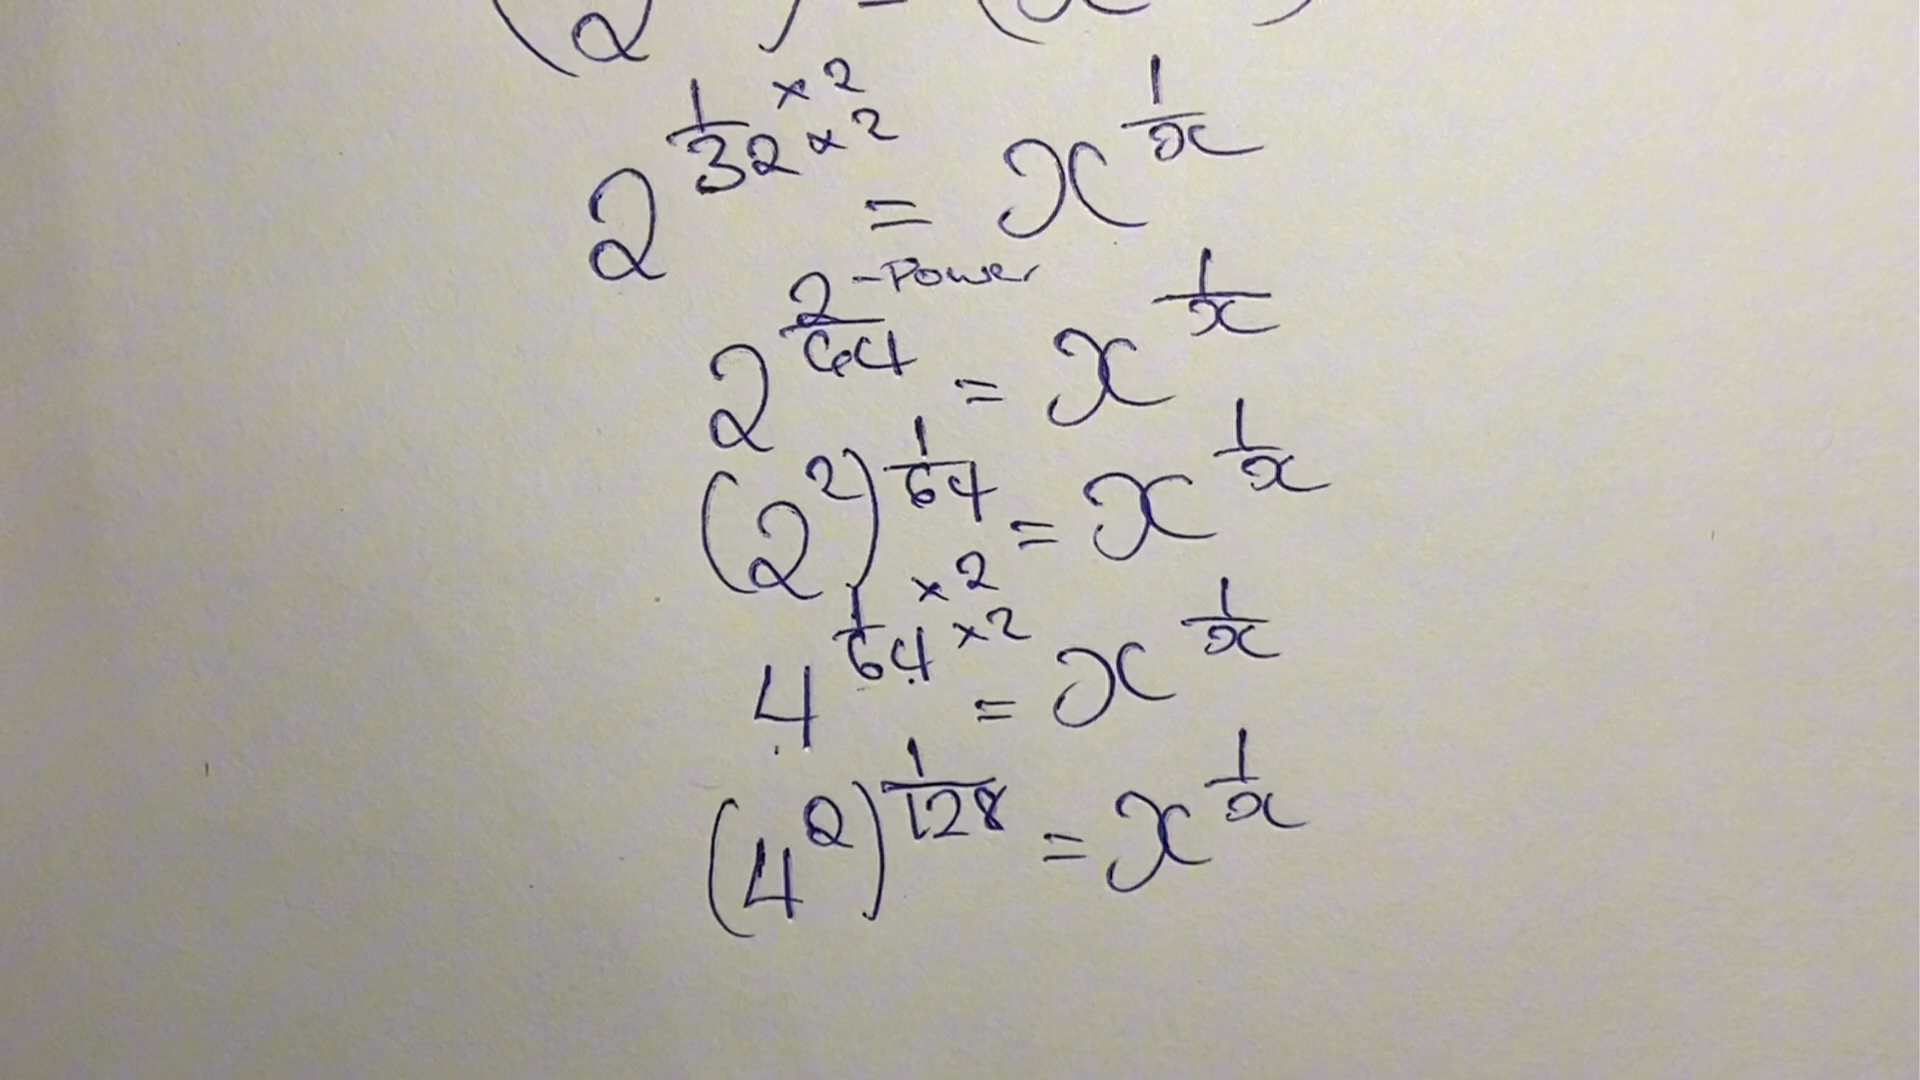 (2 ) = (x )
2^(1/32) ×2 ×2 = x^(1/x)
2^(2/64) -Power = x^(1/x)
(2^2)^(1/64) = x^(1/x)
4^(1/64) ×2 ×2 = x^(1/x)
(4^2)^(1/128) = x^(1/x)